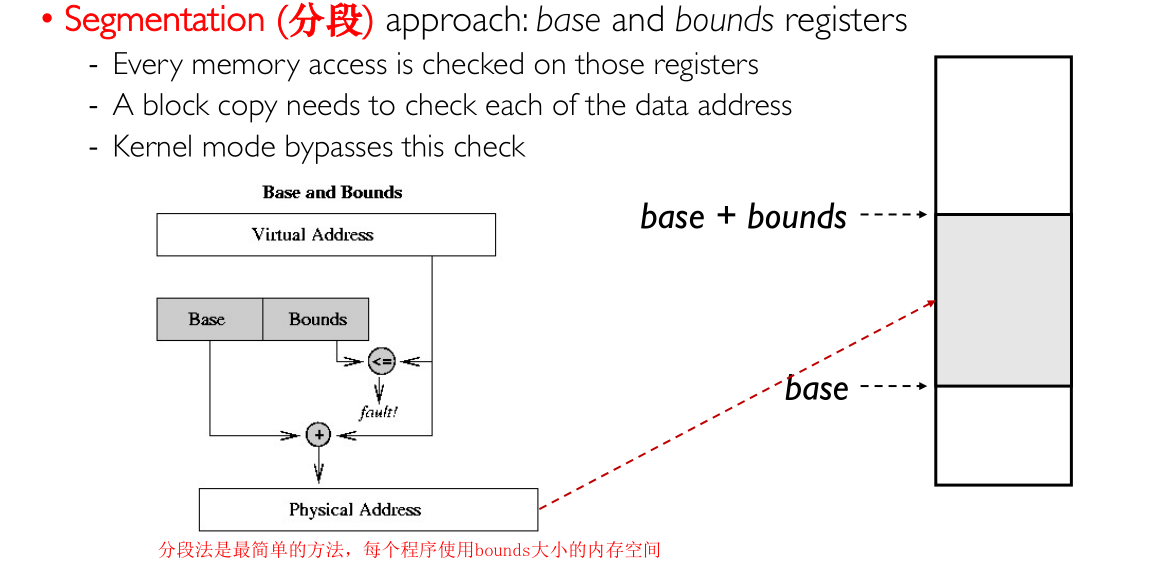 • Segmentation (分段) approach: base and bounds registers
- Every memory access is checked on those registers
- A block copy needs to check each of the data address
- Kernel mode bypasses this check
Base and Bounds
Virtual Address
Base
Bounds
<=
fault!
+
Physical Address
base + bounds
base
分段法是最简单的方法，每个程序使用bounds大小的内存空间